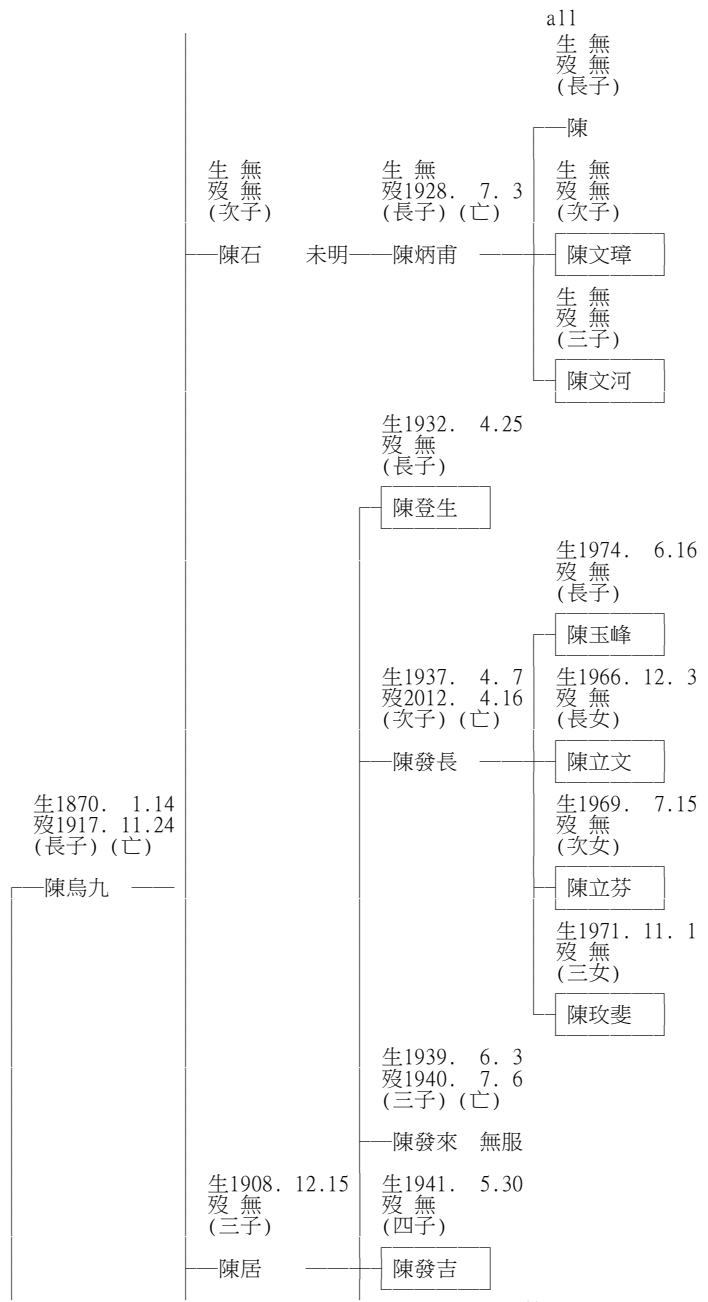 all
生 無
歿 無
(長子)
陳
生 無
歿 無
(次子)
生 無
歿1928. 7. 3
(長子) (亡)
生 無
歿 無
(次子)
陳石 未明 陳炳甫 陳文璋
生 無
歿 無
(三子)
陳文河
生1932. 4.25
歿 無
(長子)
陳登生
生1974. 6.16
歿 無
(長子)
陳玉峰
生1937. 4. 7
歿2012. 4.16
(次子) (亡)
生1966. 12. 3
歿 無
(長女)
陳發長 陳立文
生1870. 1.14
歿1917. 11.24
(長子) (亡)
生1969. 7.15
歿 無
(次女)
陳烏九 陳立芬
生1971. 11. 1
歿 無
(三女)
陳玫斐
生1939. 6. 3
歿1940. 7. 6
(三子) (亡)
陳發來 無服
生1908. 12.15
歿 無
(三子)
生1941. 5.30
歿 無
(四子)
陳居 陳發吉